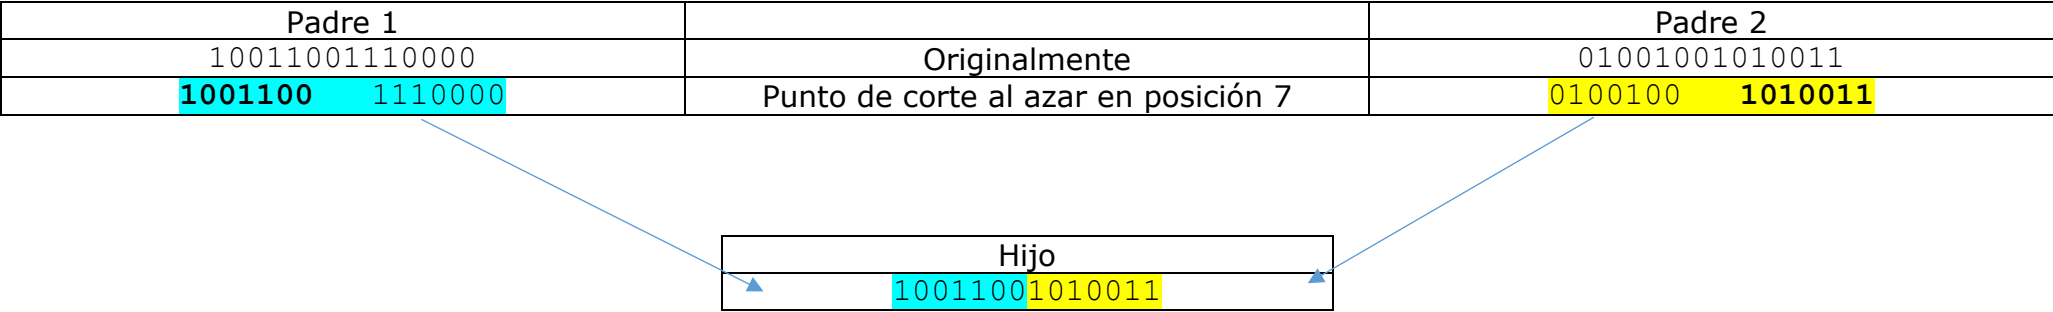 Padre 1 Padre 2
10011001110000 Originalmente 01001001010011
1001100 1110000 Punto de corte al azar en posición 7 0100100 1010011
Hijo
10011001010011